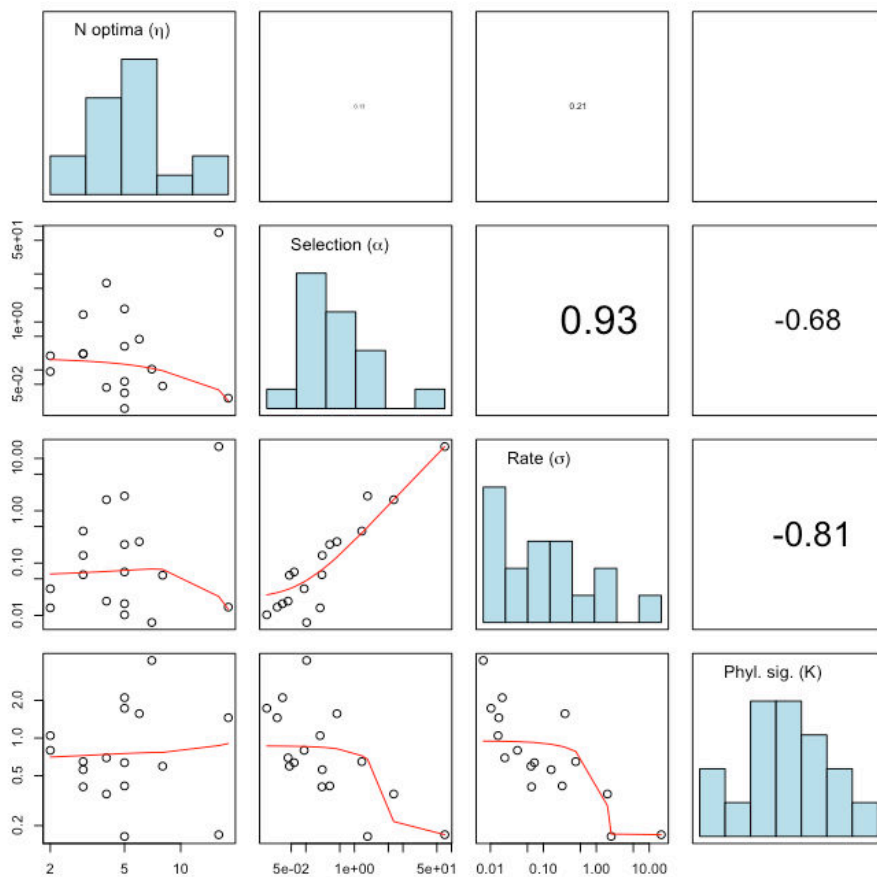 N optima (η)
0.21
Selection (α)
0.93
-0.68
5e-02 1e+00 5e+01
Rate (σ)
-0.81
0.01 0.10 1.00 10.00
Phyl. sig. (K)
0.2 0.5 1.0 2.0
2 5 10
5e-02 1e+00 5e+01
0.01 0.10 1.00 10.00